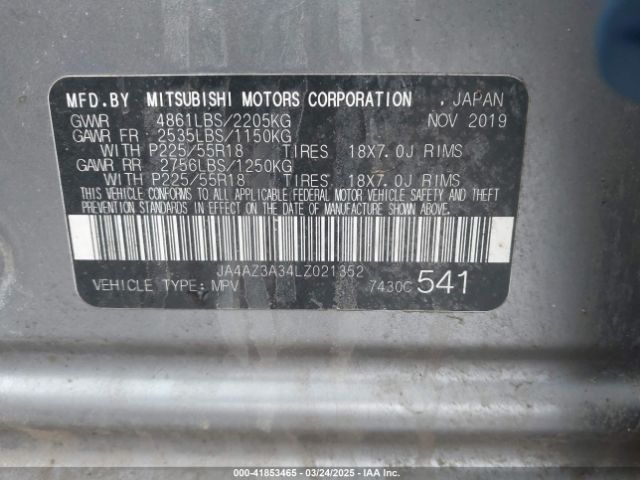 MFD.BY MITSUBISHI MOTORS CORPORATION , JAPAN
GVWR 4861LBS/2205KG NOV 2019
GAWR FR 2535LBS/1150KG
WITH P225/55R18 TIRES 18X7.0J RIMS
GAWR RR 2756LBS/1250KG
WITH P225/55R18 TIRES 18X7.0J RIMS
THIS VEHICLE CONFORMS TO ALL APPLICABLE FEDERAL MOTOR VEHICLE SAFETY AND THEFT
PREVENTION STANDARDS IN EFFECT ON THE DATE OF MANUFACTURE SHOWN ABOVE.
JA4AZ3A34LZ021352
VEHICLE TYPE: MPV 7430C 541
000-41853465 - 03/24/2025 - IAA, Inc.